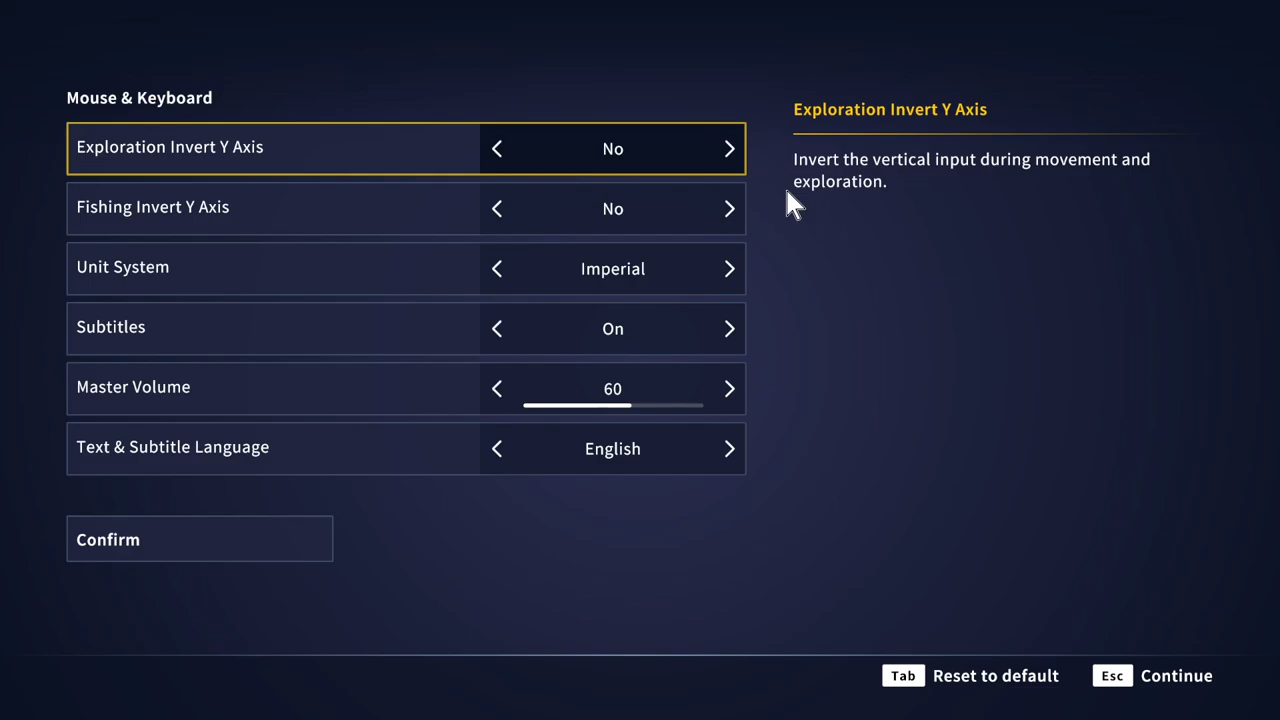 Mouse & Keyboard
Exploration Invert Y Axis
No
Fishing Invert Y Axis
No
Unit System
Imperial
Subtitles
On
Master Volume
60
Text & Subtitle Language
English
Confirm
Exploration Invert Y Axis
Invert the vertical input during movement and
exploration.
Tab Reset to default
Esc Continue